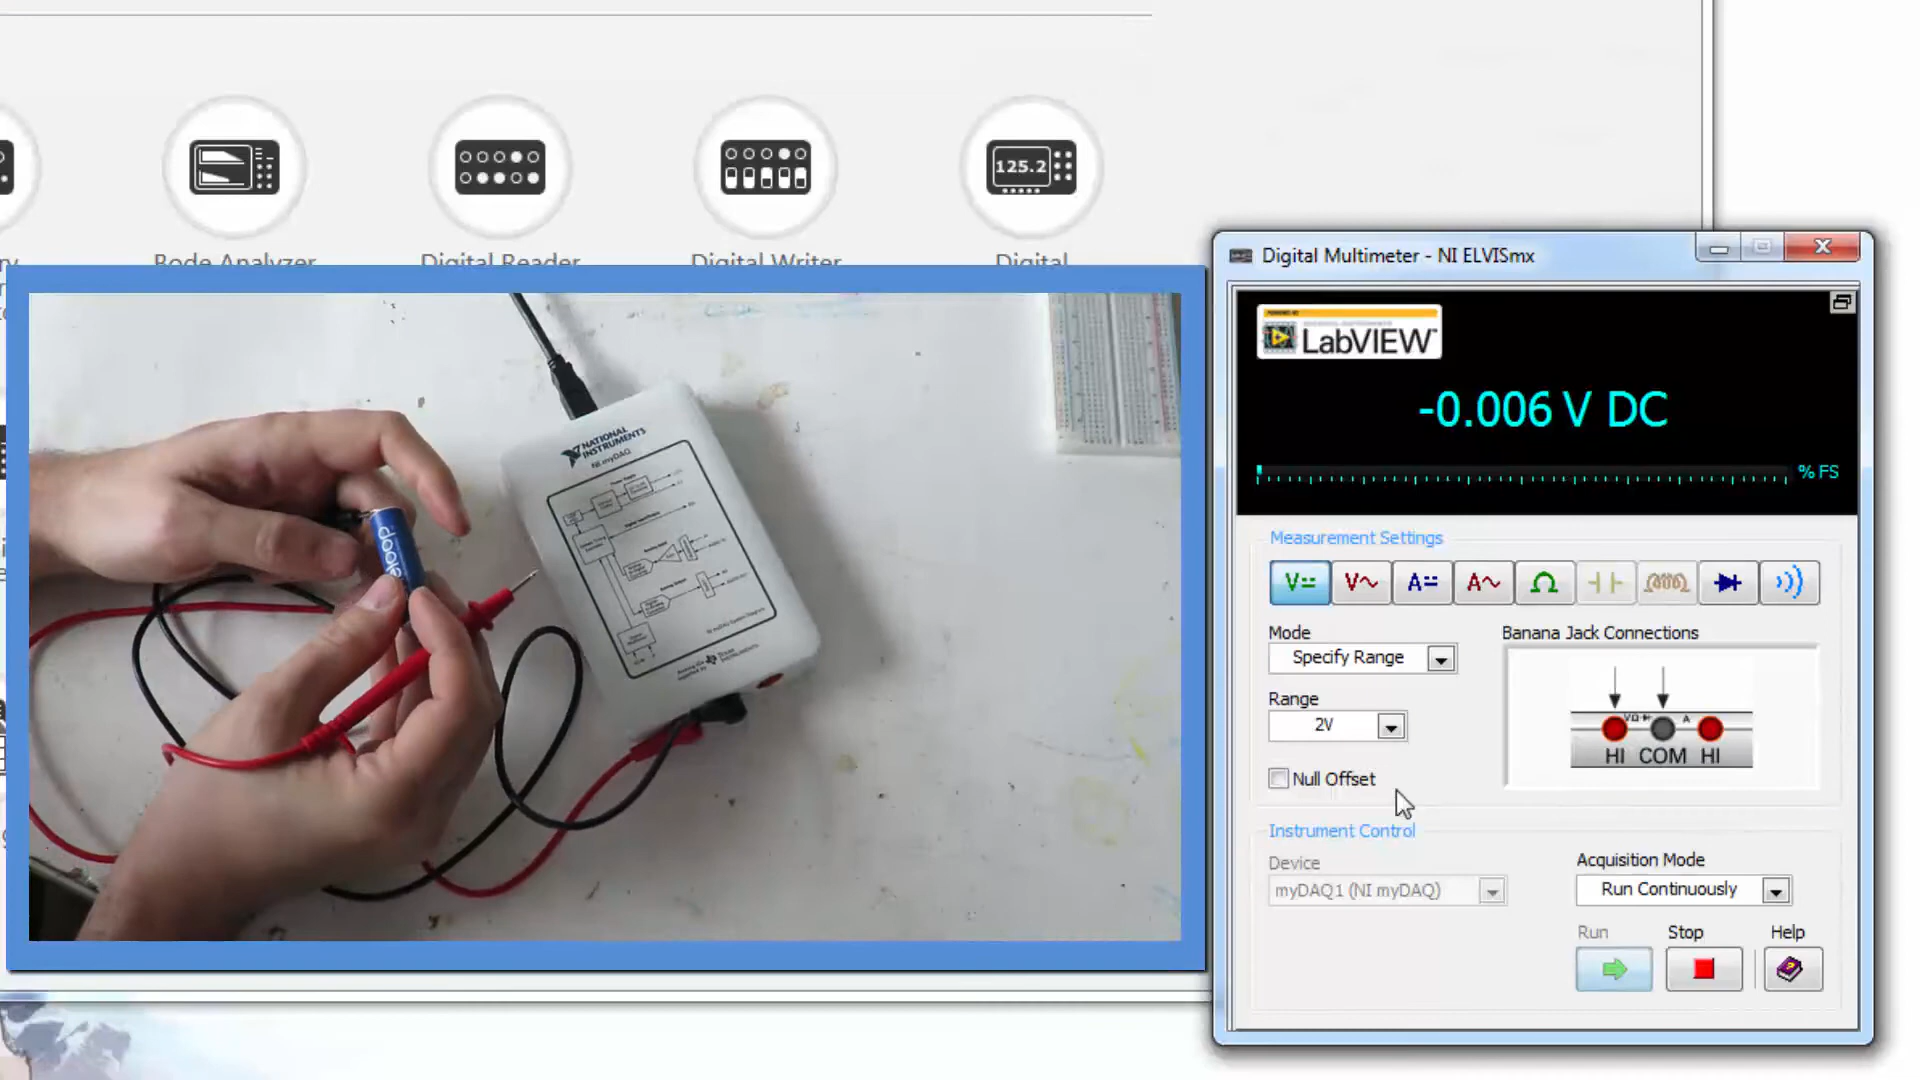 125.2
Bode Analyzer
Digital Reader
Digital Writer
Digital
NATIONAL
INSTRUMENTS
NI myDAQ
eloop
Digital Multimeter - NI ELVISmx
LabVIEW
-0.006 V DC
% FS
Measurement Settings
V
V
A
A
Ω
Mode
Specify Range
Banana Jack Connections
Range
2V
VΩ
A
HI COM HI
Null Offset
Instrument Control
Device
myDAQ1 (NI myDAQ)
Acquisition Mode
Run Continuously
Run
Stop
Help